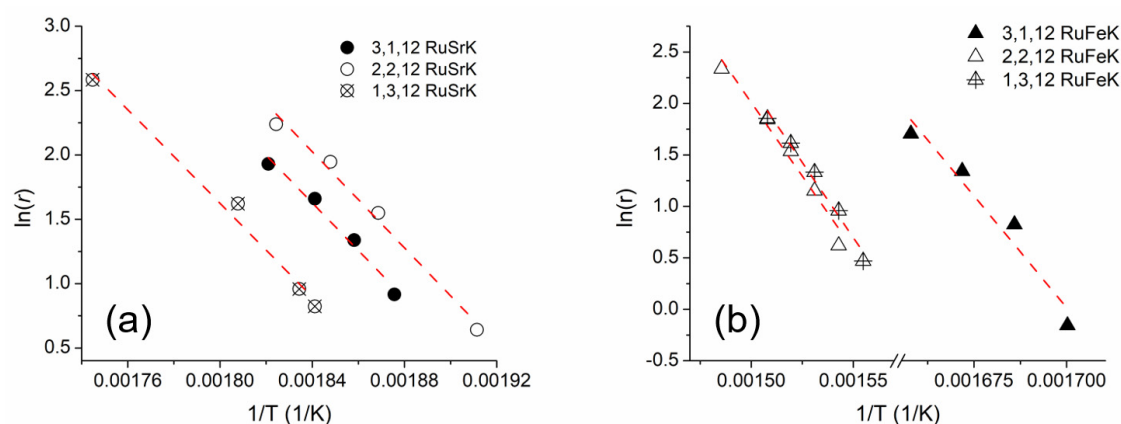 3.0
2.5
2.0
1.5
1.0
0.5
ln(r)
3,1,12 RuSrK
2,2,12 RuSrK
1,3,12 RuSrK
(a)
0.00176 0.00180 0.00184 0.00188 0.00192
1/T (1/K)
2.5
2.0
1.5
1.0
0.5
0.0
-0.5
ln(r)
3,1,12 RuFeK
2,2,12 RuFeK
1,3,12 RuFeK
(b)
0.00150 0.00155 0.001675 0.001700
1/T (1/K)